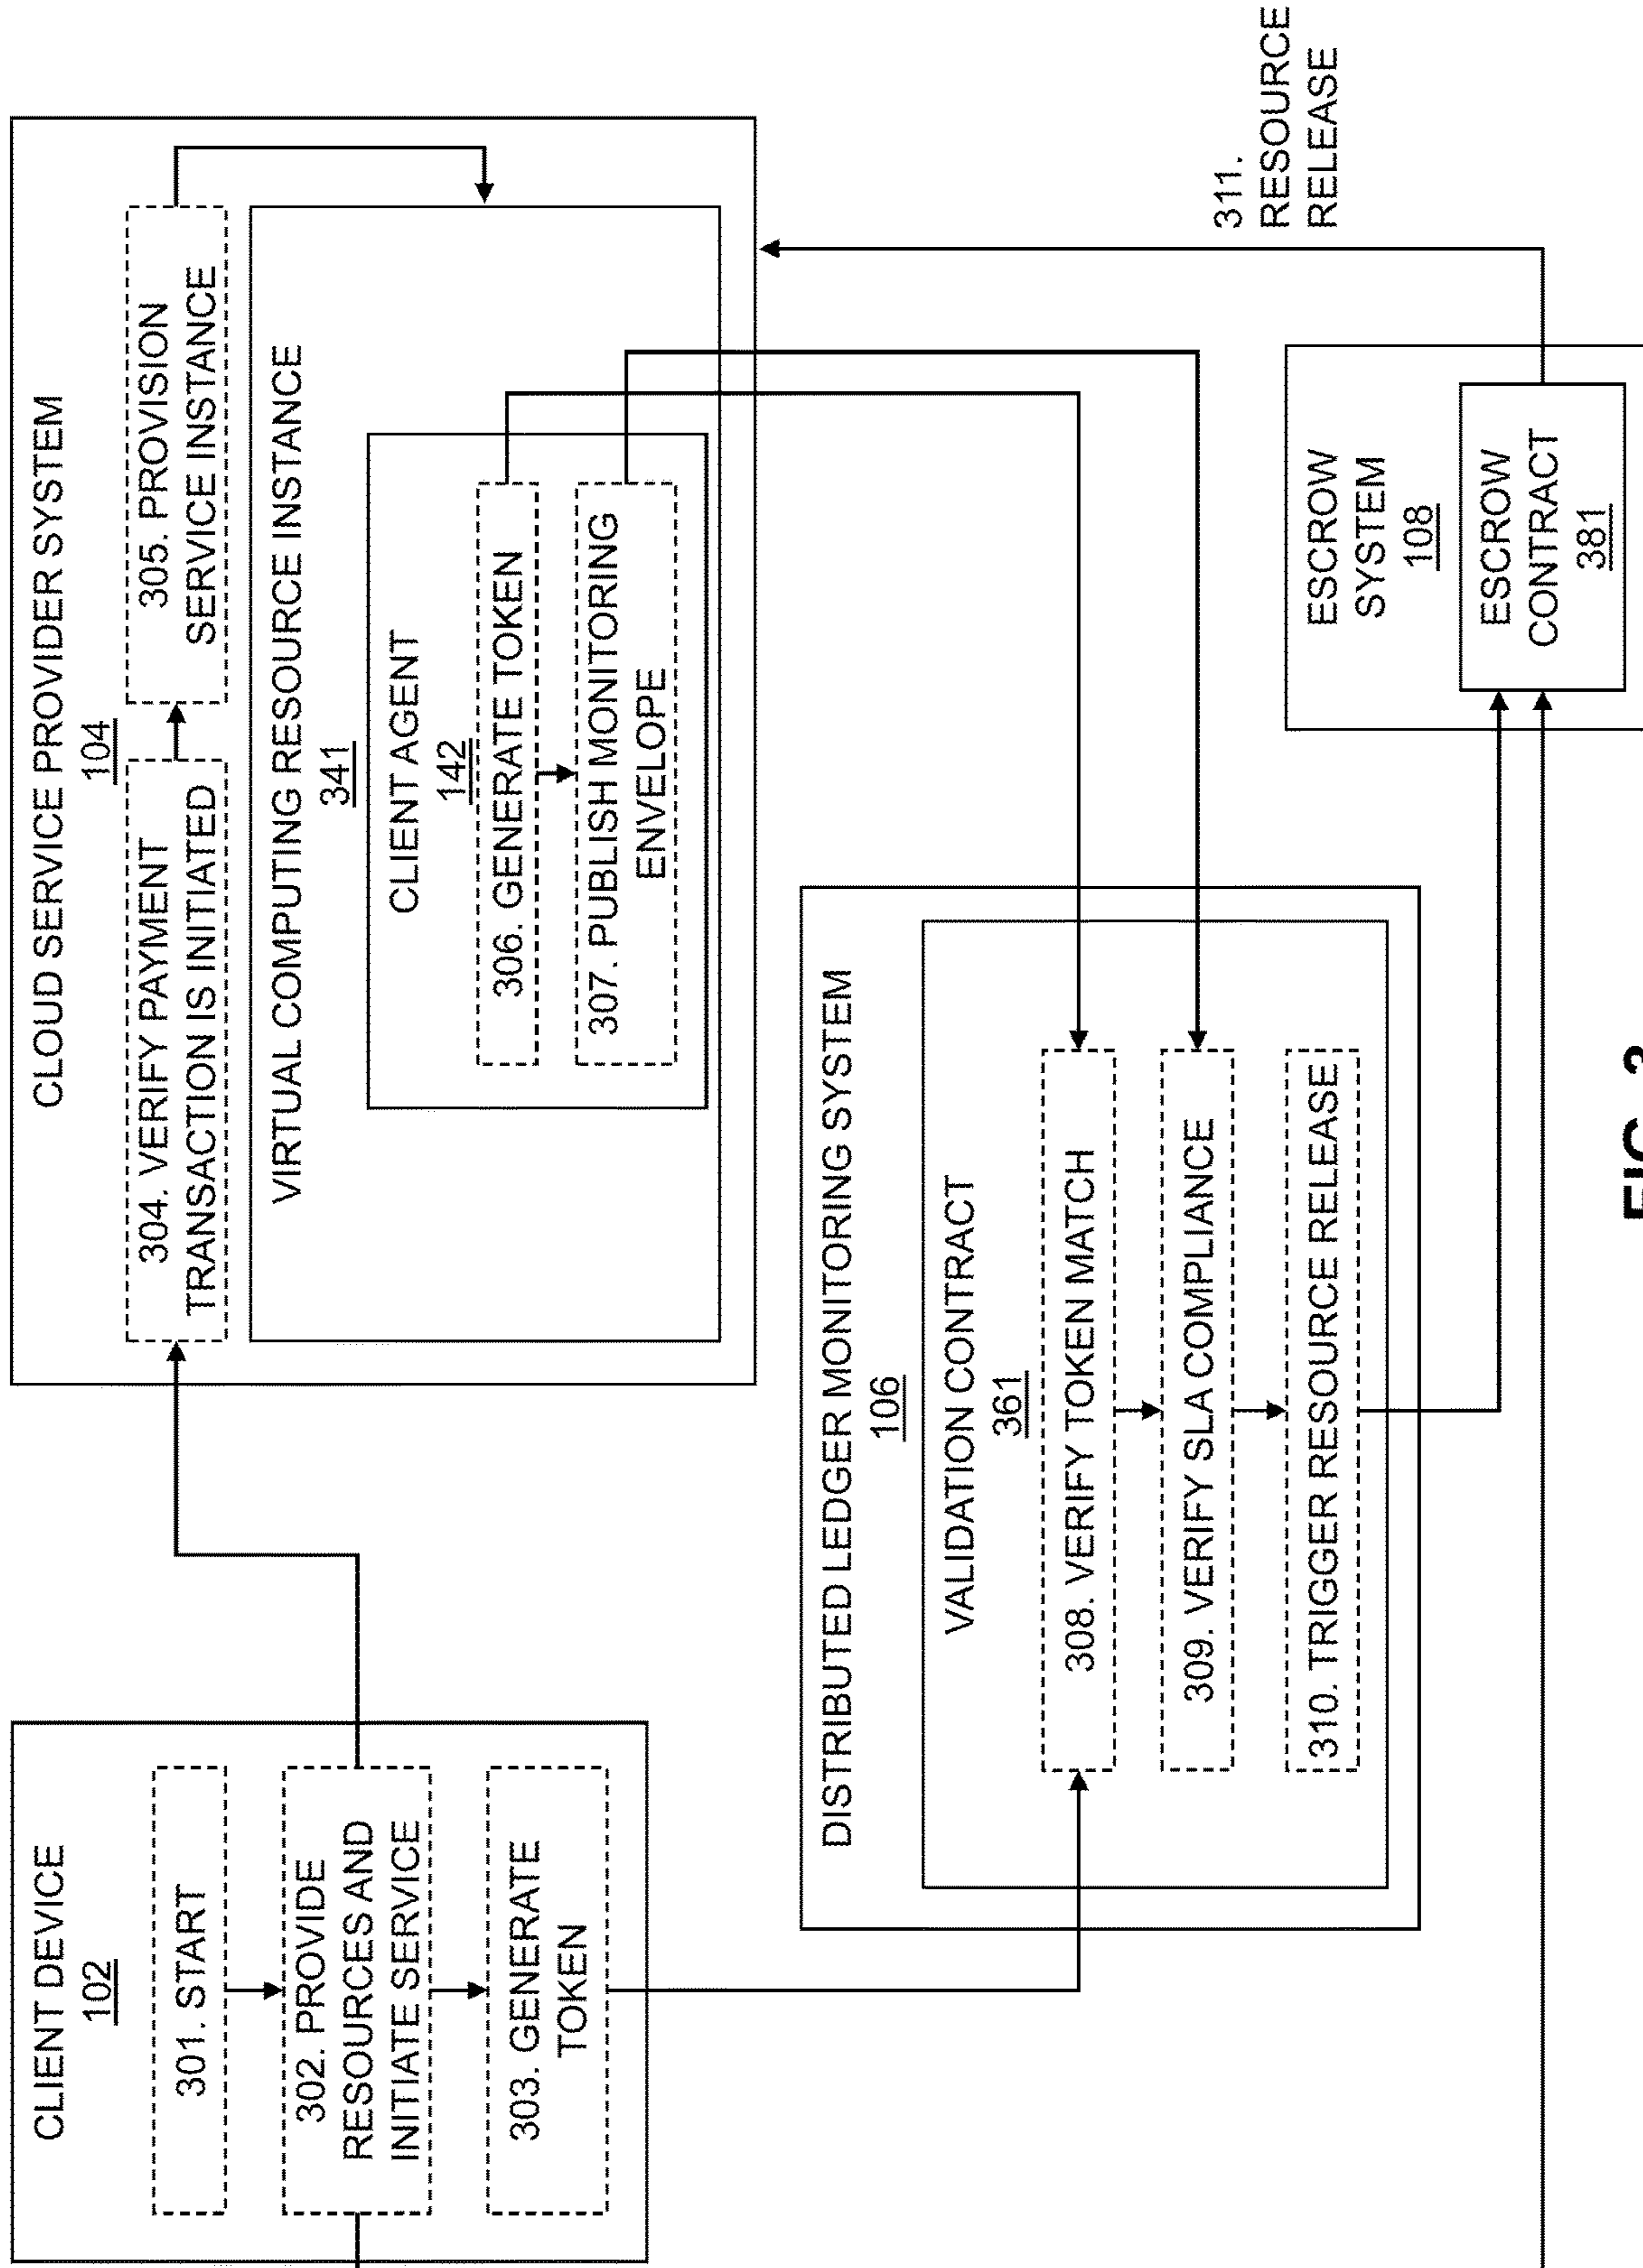 CLIENT DEVICE
102
301. START
302. PROVIDE
RESOURCES AND
INITIATE SERVICE
303. GENERATE
TOKEN
CLOUD SERVICE PROVIDER SYSTEM
104
304. VERIFY PAYMENT
TRANSACTION IS INITIATED
305. PROVISION
SERVICE INSTANCE
VIRTUAL COMPUTING RESOURCE INSTANCE
341
CLIENT AGENT
142
306. GENERATE TOKEN
307. PUBLISH MONITORING
ENVELOPE
DISTRIBUTED LEDGER MONITORING SYSTEM
106
VALIDATION CONTRACT
361
308. VERIFY TOKEN MATCH
309. VERIFY SLA COMPLIANCE
310. TRIGGER RESOURCE RELEASE
ESCROW
SYSTEM
108
ESCROW
CONTRACT
381
311.
RESOURCE
RELEASE